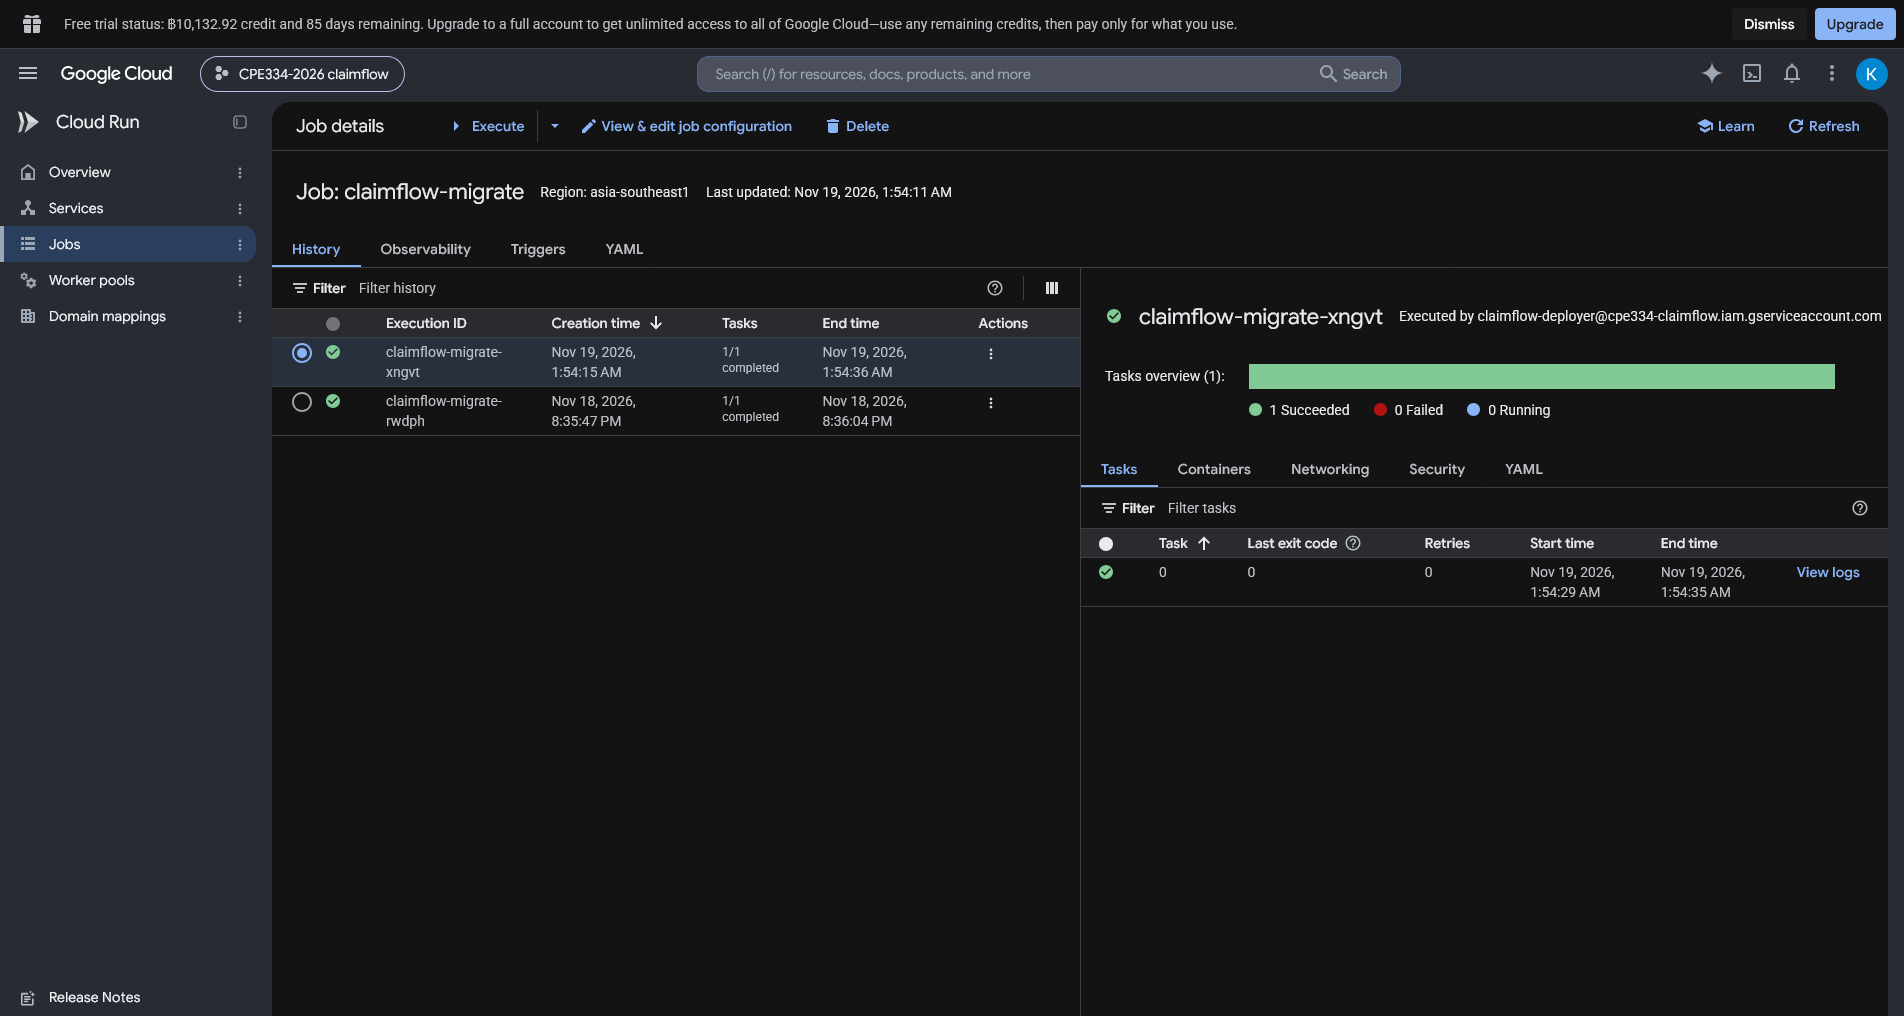 Free trial status: ฿10,132.92 credit and 85 days remaining. Upgrade to a full account to get unlimited access to all of Google Cloud—use any remaining credits, then pay only for what you use.
Dismiss
Upgrade
Google Cloud
CPE334-2026 claimflow
Search (/) for resources, docs, products, and more
Search
K
Cloud Run
Overview
Services
Jobs
Worker pools
Domain mappings
Release Notes
Job details
Execute
View & edit job configuration
Delete
Learn
Refresh
Job: claimflow-migrate
Region: asia-southeast1
Last updated: Nov 19, 2026, 1:54:11 AM
History
Observability
Triggers
YAML
Filter
Filter history
Execution ID
Creation time
Tasks
End time
Actions
claimflow-migrate-
xngvt
Nov 19, 2026,
1:54:15 AM
1/1
completed
Nov 19, 2026,
1:54:36 AM
claimflow-migrate-
rwdph
Nov 18, 2026,
8:35:47 PM
1/1
completed
Nov 18, 2026,
8:36:04 PM
claimflow-migrate-xngvt
Executed by claimflow-deployer@cpe334-claimflow.iam.gserviceaccount.com
Tasks overview (1):
1 Succeeded
0 Failed
0 Running
Tasks
Containers
Networking
Security
YAML
Filter
Filter tasks
Task
Last exit code
Retries
Start time
End time
0
0
0
Nov 19, 2026,
1:54:29 AM
Nov 19, 2026,
1:54:35 AM
View logs